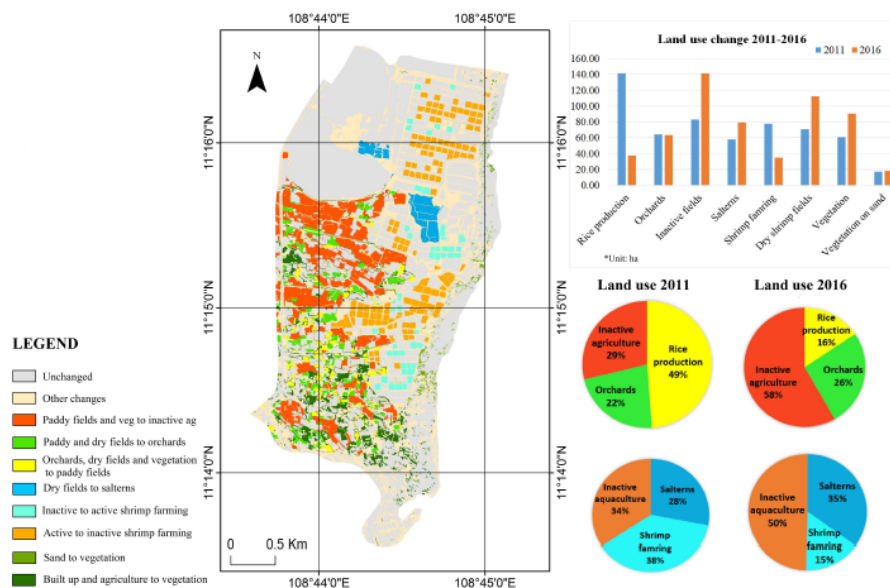 108°44'0"E
108°45'0"E
N
11°16'0"N
11°15'0"N
11°14'0"N
11°16'0"N
11°15'0"N
11°14'0"N
108°44'0"E
108°45'0"E
0
0.5 Km
LEGEND
Unchanged
Other changes
Paddy fields and veg to inactive ag
Paddy and dry fields to orchards
Orchards, dry fields and vegetation
to paddy fields
Dry fields to salterns
Inactive to active shrimp farming
Active to inactive shrimp farming
Sand to vegetation
Built up and agriculture to vegetation
Land use change 2011-2016
2011
2016
160.00
140.00
120.00
100.00
80.00
60.00
40.00
20.00
0.00
Rice production
Orchards
Inactive fields
Salterns
Shrimp famring
Dry shrimp fields
Vegetation
Vegetation on sand
*Unit: ha
Land use 2011
Land use 2016
Inactive
agriculture
29%
Rice
production
49%
Orchards
22%
Rice
production
16%
Inactive
agriculture
58%
Orchards
26%
Inactive
aquaculture
34%
Salterns
28%
Shrimp
famring
38%
Inactive
aquaculture
50%
Salterns
35%
Shrimp
famring
15%